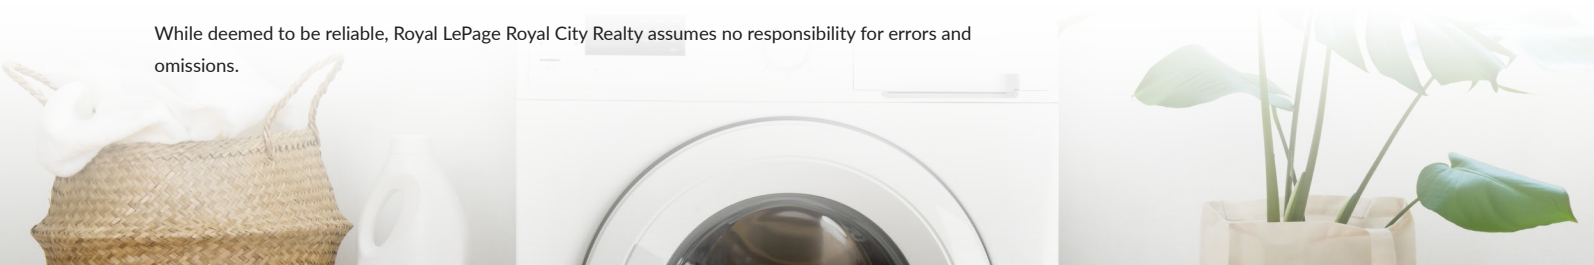 While deemed to be reliable, Royal LePage Royal City Realty assumes no responsibility for errors and
omissions.